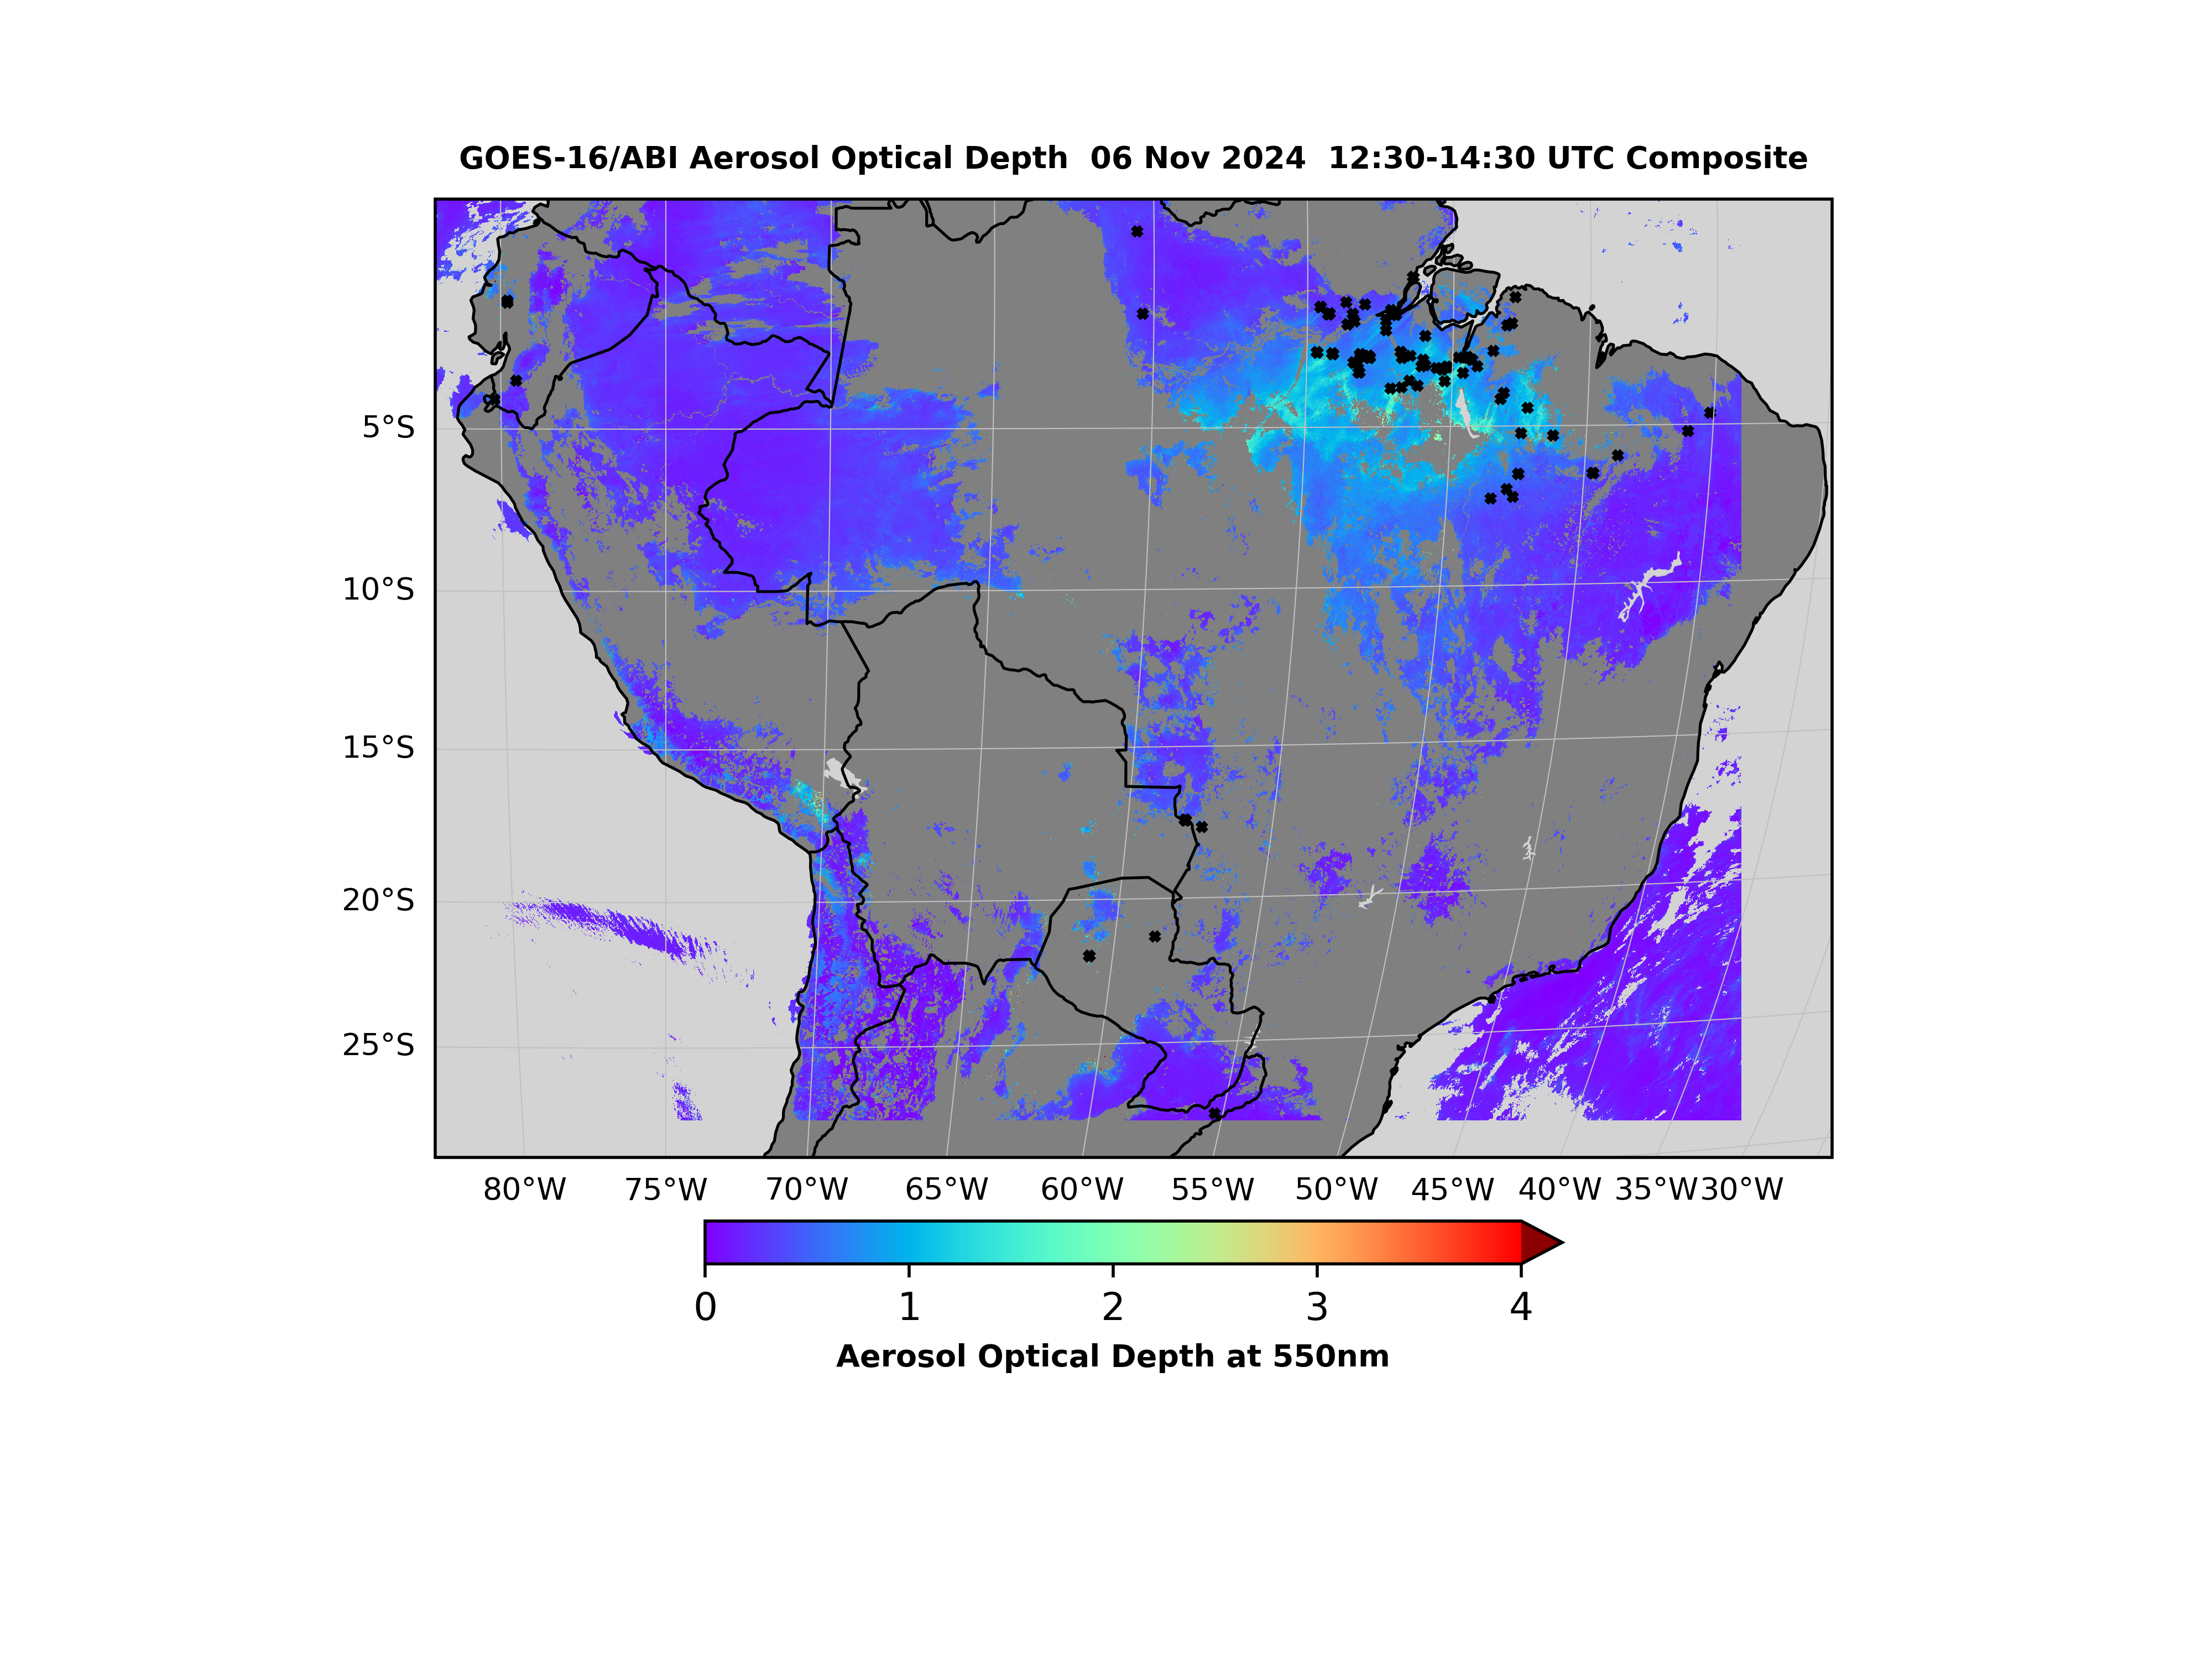 GOES-16/ABI Aerosol Optical Depth  06 Nov 2024  12:30-14:30 UTC Composite
5°S
10°S
15°S
20°S
25°S
80°W 75°W 70°W 65°W 60°W 55°W 50°W 45°W 40°W 35°W 30°W
0 1 2 3 4
Aerosol Optical Depth at 550nm